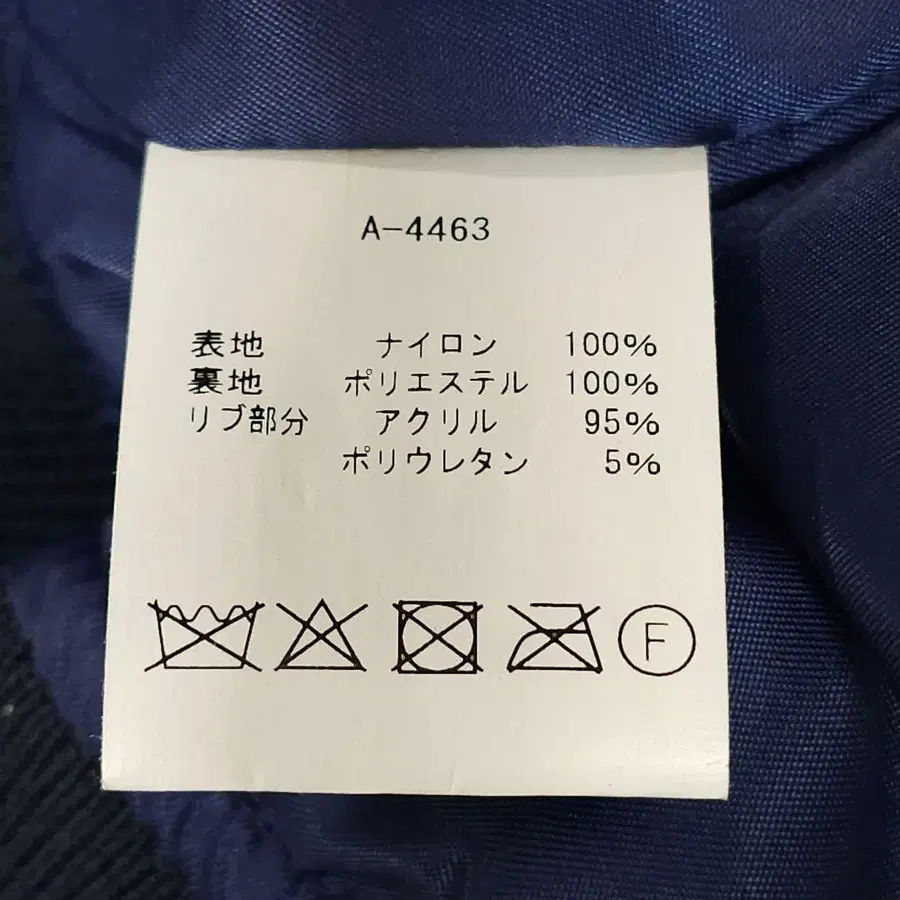 A-4463
表地 ナイロン 100%
裏地 ポリエステル 100%
リブ部分 アクリル 95%
ポリウレタン 5%
F